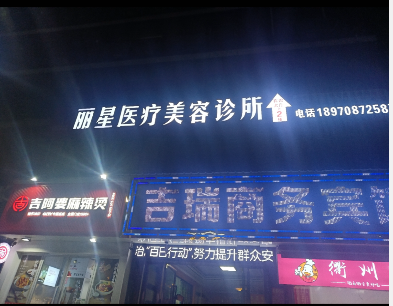 丽星医疗美容诊所
电话1897087258
吉阿婆麻辣烫
吉瑞商务宾
治,“百日行动”,努力提升群众安
衢州